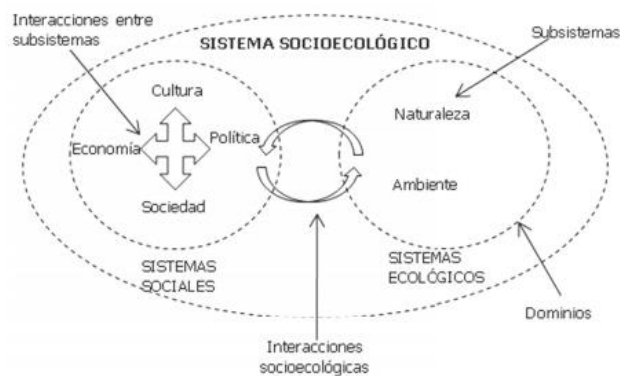 Interacciones entre
subsistemas
SISTEMA SOCIOECOLÓGICO
Subsistemas
Cultura
Economía
Política
Sociedad
Naturaleza
Ambiente
SISTEMAS
SOCIALES
SISTEMAS
ECOLÓGICOS
Dominios
Interacciones
socioecológicas